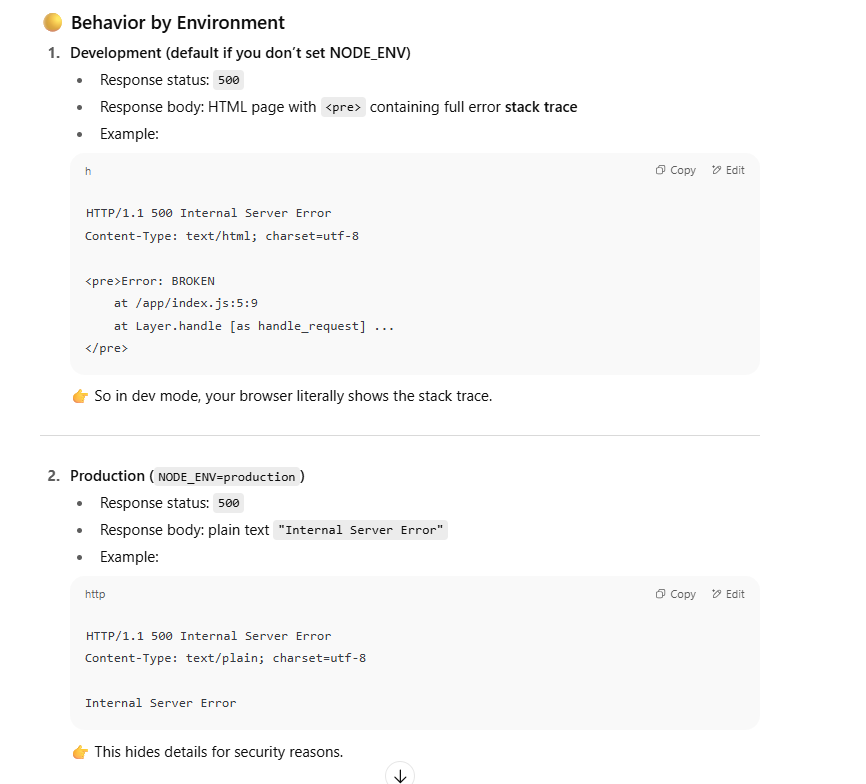 Behavior by Environment
1. Development (default if you don’t set NODE_ENV)
• Response status: 500
• Response body: HTML page with <pre> containing full error stack trace
• Example:
h Copy Edit
HTTP/1.1 500 Internal Server Error
Content-Type: text/html; charset=utf-8
<pre>Error: BROKEN
    at /app/index.js:5:9
    at Layer.handle [as handle_request] ...
</pre>
👉 So in dev mode, your browser literally shows the stack trace.
2. Production (NODE_ENV=production)
• Response status: 500
• Response body: plain text "Internal Server Error"
• Example:
http Copy Edit
HTTP/1.1 500 Internal Server Error
Content-Type: text/plain; charset=utf-8
Internal Server Error
👉 This hides details for security reasons.